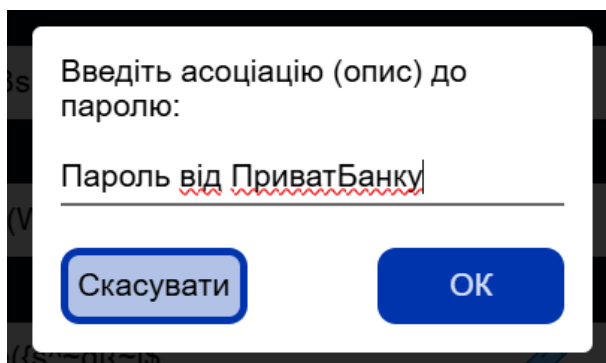 Введіть асоціацію (опис) до
паролю:
Пароль від ПриватБанку
Скасувати
ОК